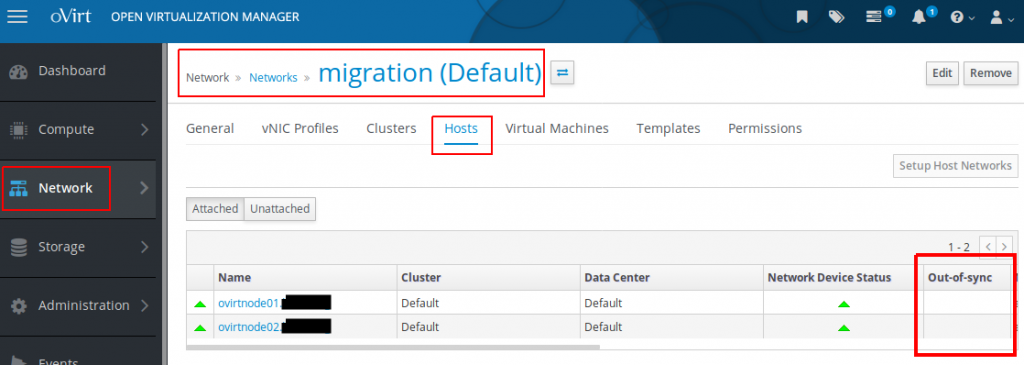 oVirt OPEN VIRTUALIZATION MANAGER 0 1
Dashboard
Compute
Network
Storage
Administration
Events
Network » Networks » migration (Default)
Edit Remove
General vNIC Profiles Clusters Hosts Virtual Machines Templates Permissions
Setup Host Networks
Attached Unattached
1 - 2
Name Cluster Data Center Network Device Status Out-of-sync
ovirtnode01. Default Default
ovirtnode02. Default Default